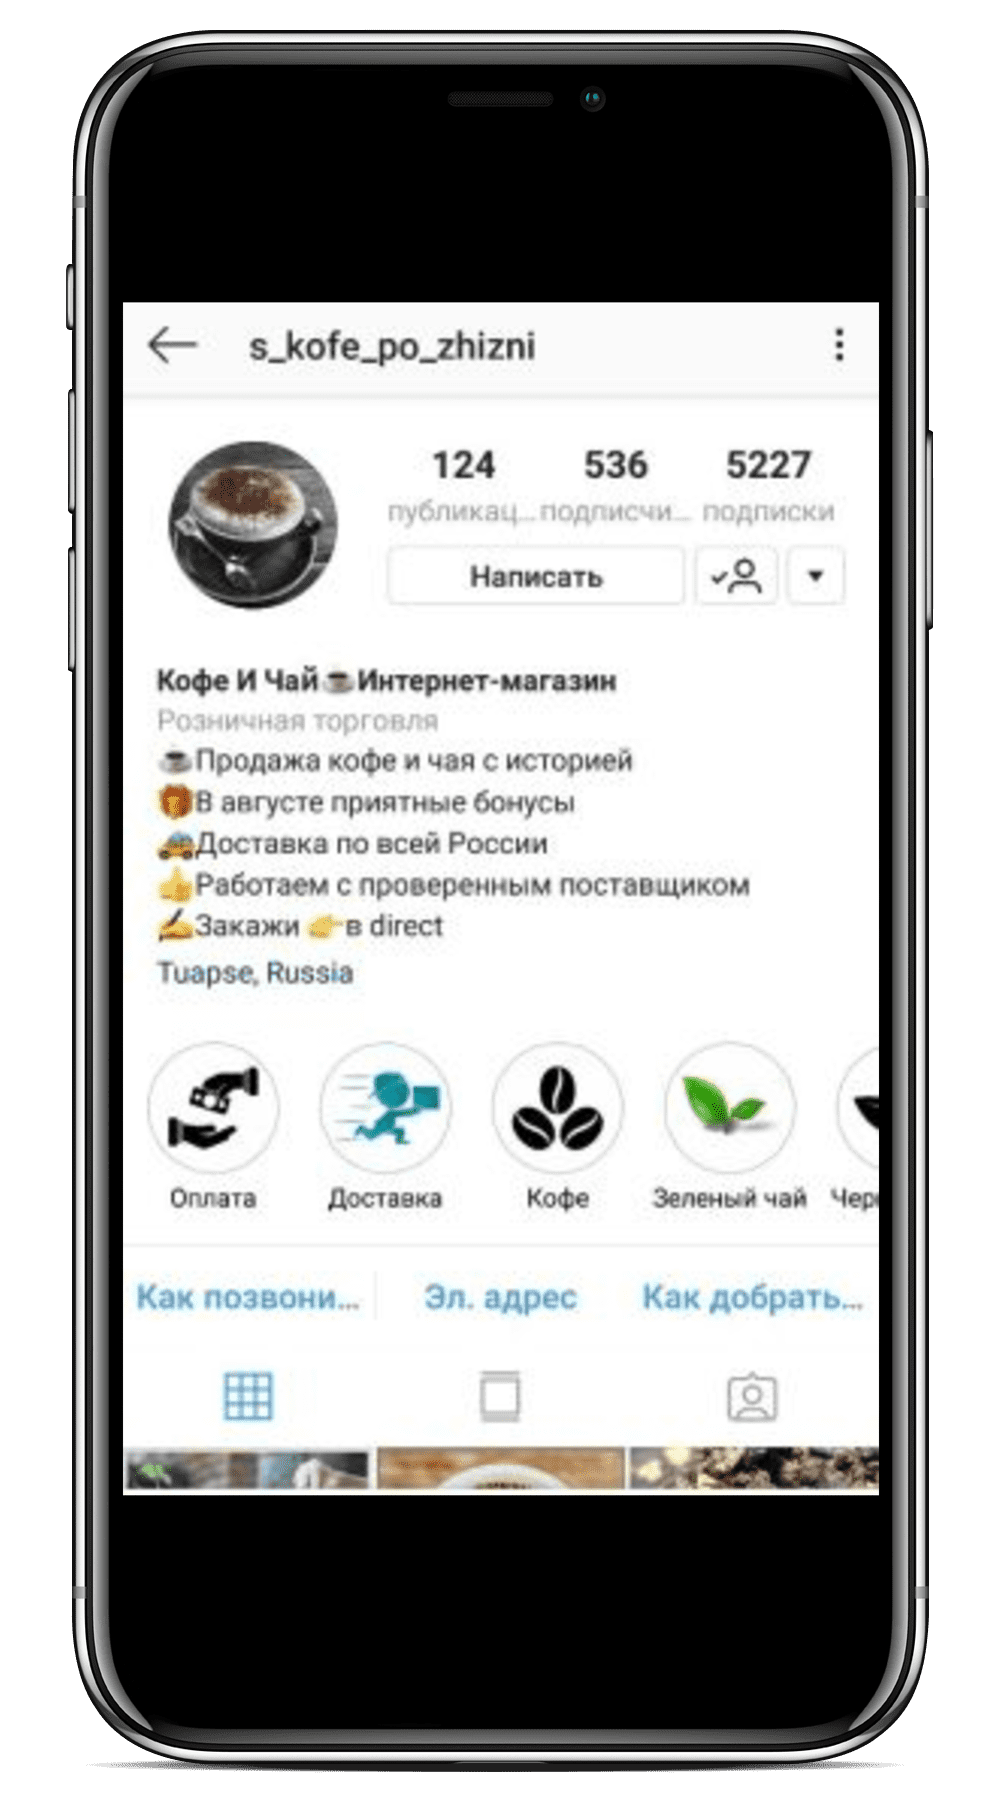 s_kofe_po_zhizni
124 536 5227
публикац... подписчи... подписки
Написать
Кофе И Чай☕Интернет-магазин
Розничная торговля
☕Продажа кофе и чая с историей
🎁В августе приятные бонусы
🚕Доставка по всей России
👍Работаем с проверенным поставщиком
✍Закажи 👉в direct
Tuapse, Russia
Оплата Доставка Кофе Зеленый чай Чер
Как позвони... Эл. адрес Как добрать...